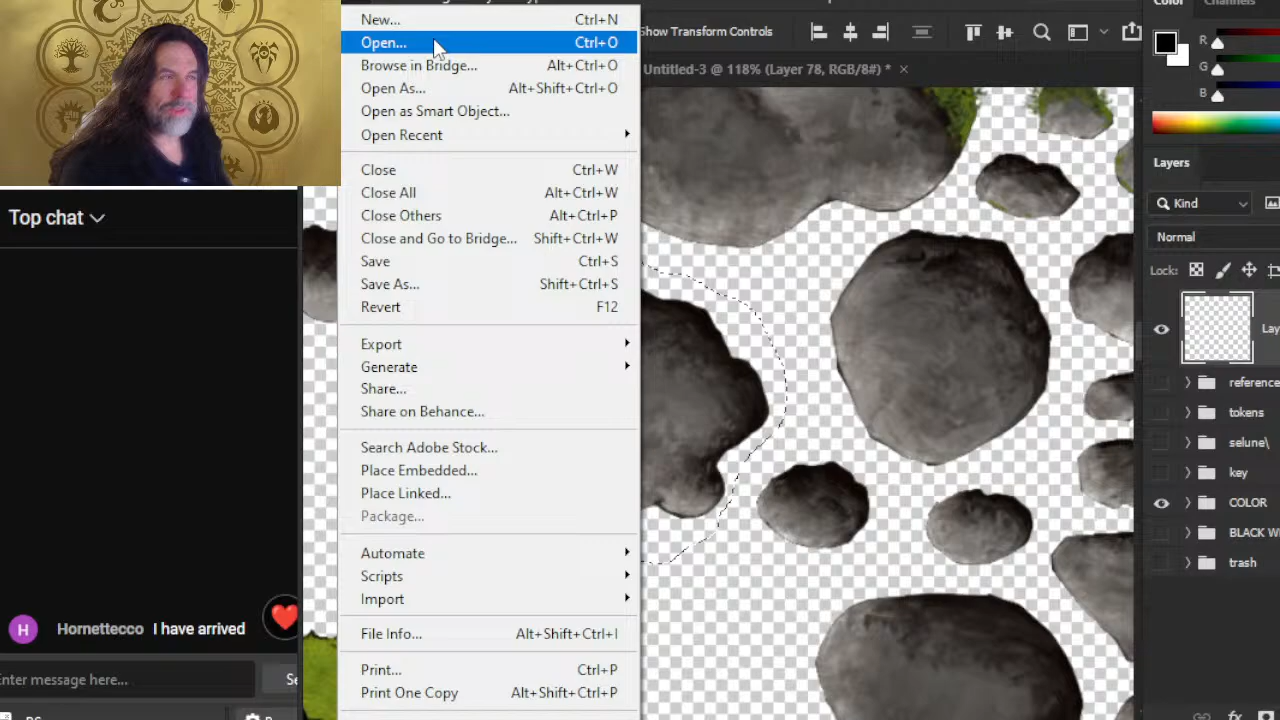 New... Ctrl+N
Open... Ctrl+O
Browse in Bridge... Alt+Ctrl+O
Open As... Alt+Shift+Ctrl+O
Open as Smart Object...
Open Recent
Close Ctrl+W
Close All Alt+Ctrl+W
Close Others Alt+Ctrl+P
Close and Go to Bridge... Shift+Ctrl+W
Save Ctrl+S
Save As... Shift+Ctrl+S
Revert F12
Export
Generate
Share...
Share on Behance...
Search Adobe Stock...
Place Embedded...
Place Linked...
Package...
Automate
Scripts
Import
File Info... Alt+Shift+Ctrl+I
Print... Ctrl+P
Print One Copy Alt+Shift+Ctrl+P
Show Transform Controls
Untitled-3 @ 118% (Layer 78, RGB/8#) *
Color Channels
R
G
B
Layers
Kind
Normal
Lock:
Lay
reference
tokens
selune\
key
COLOR
BLACK W
trash
fx
Top chat
H Hornettecco I have arrived
Enter message here...
Se